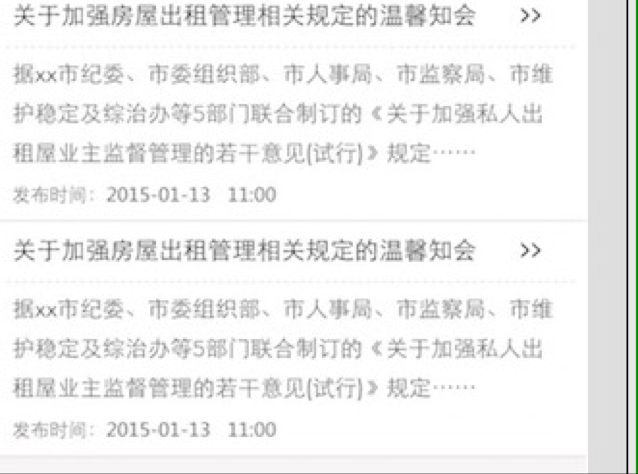 关于加强房屋出租管理相关规定的温馨知会 >>
据xx市纪委、市委组织部、市人事局、市监察局、市维
护稳定及综治办等5部门联合制订的《关于加强私人出
租屋业主监督管理的若干意见(试行)》规定……
发布时间：2015-01-13 11:00
关于加强房屋出租管理相关规定的温馨知会 >>
据xx市纪委、市委组织部、市人事局、市监察局、市维
护稳定及综治办等5部门联合制订的《关于加强私人出
租屋业主监督管理的若干意见(试行)》规定……
发布时间：2015-01-13 11:00